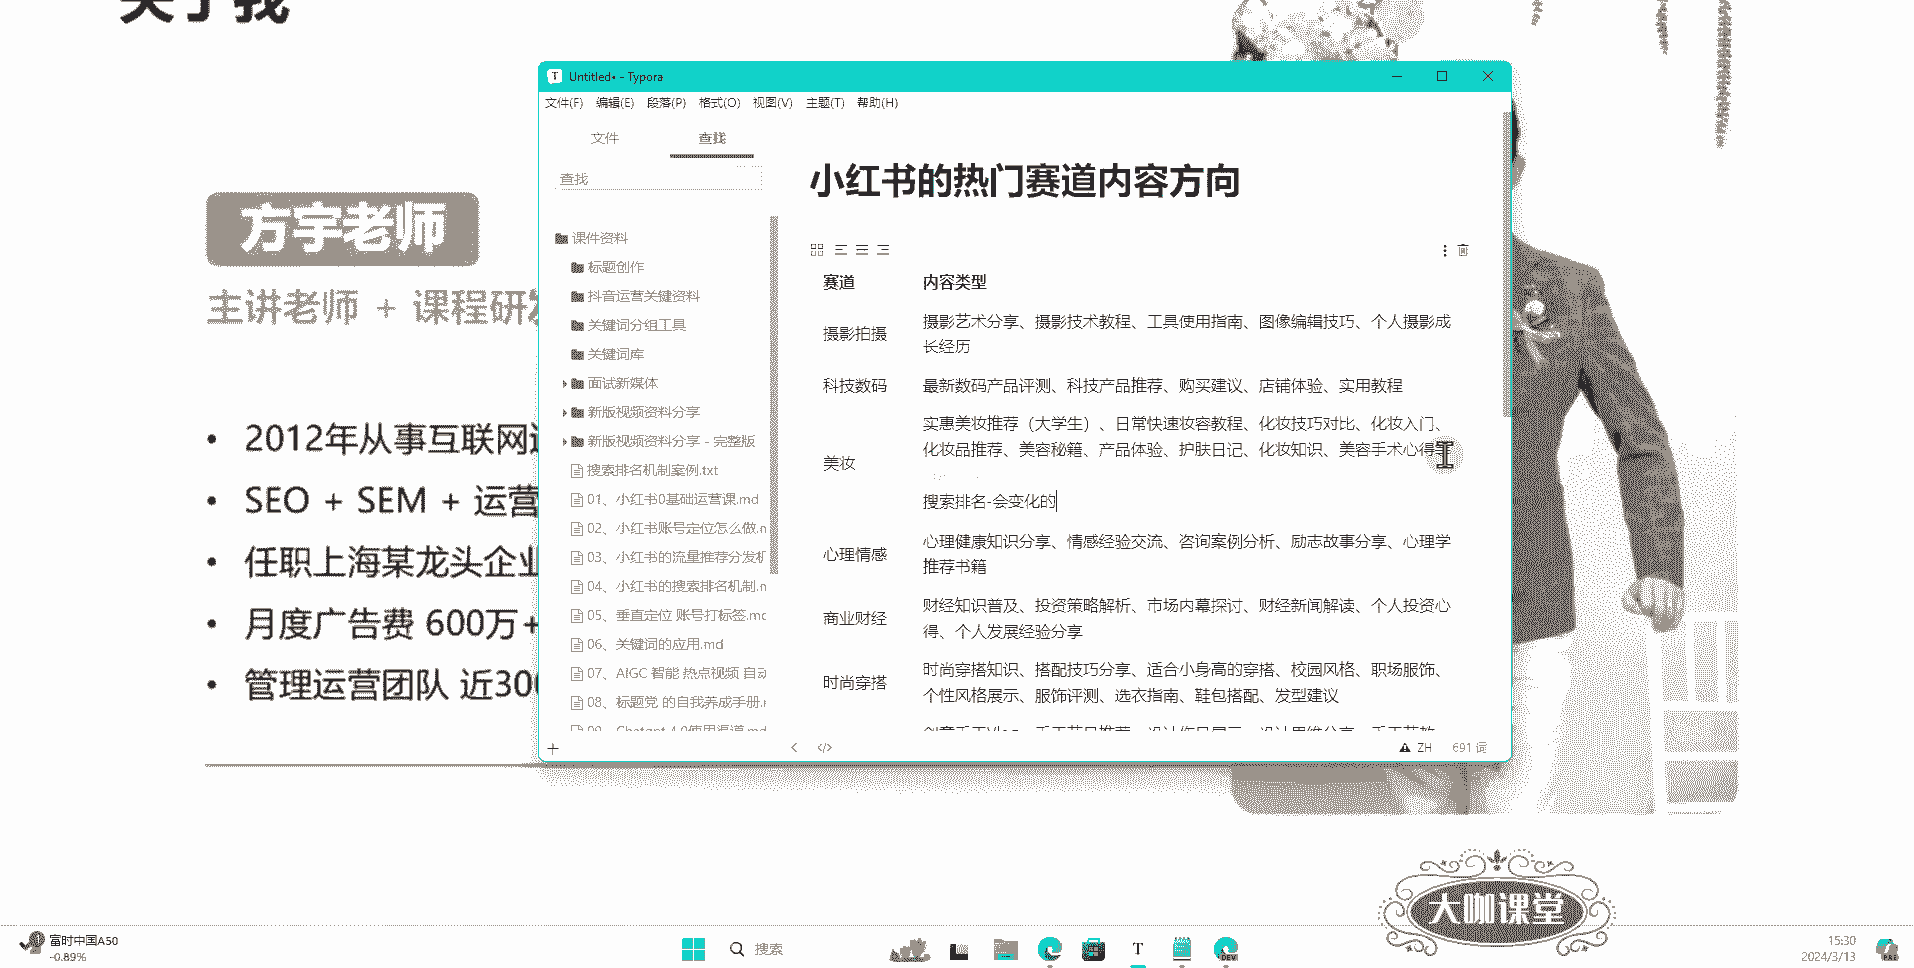 关于我
方宇老师
主讲老师 + 课程研发
2012年从事互联网运
SEO + SEM + 运营
任职上海某龙头企业
月度广告费 600万+
管理运营团队 近300
Untitled• - Typora
文件(F) 编辑(E) 段落(P) 格式(O) 视图(V) 主题(T) 帮助(H)
文件 查找
查找
课件资料
标题创作
抖音运营关键资料
关键词分组工具
关键词库
面试新媒体
新版视频资料分享
新版视频资料分享 - 完整版
搜索排名机制案例.txt
01、小红书0基础运营课.md
02、小红书账号定位怎么做.m
03、小红书的流量推荐分发机
04、小红书的搜索排名机制.m
05、垂直定位 账号打标签.md
06、关键词的应用.md
07、AIGC 智能 热点视频 自动
08、标题党 的自我养成手册.m
09、Chatgpt 4.0使用渠道.md
小红书的热门赛道内容方向
赛道 内容类型
摄影拍摄
摄影艺术分享、摄影技术教程、工具使用指南、图像编辑技巧、个人摄影成
长经历
科技数码 最新数码产品评测、科技产品推荐、购买建议、店铺体验、实用教程
美妆
实惠美妆推荐（大学生）、日常快速妆容教程、化妆技巧对比、化妆入门、
化妆品推荐、美容秘籍、产品体验、护肤日记、化妆知识、美容手术心得等
搜索排名-会变化的
心理情感
心理健康知识分享、情感经验交流、咨询案例分析、励志故事分享、心理学
推荐书籍
商业财经
财经知识普及、投资策略解析、市场内幕探讨、财经新闻解读、个人投资心
得、个人发展经验分享
时尚穿搭
时尚穿搭知识、搭配技巧分享、适合小身高的穿搭、校园风格、职场服饰、
个性风格展示、服饰评测、选衣指南、鞋包搭配、发型建议
ZH 691 词
大咖课堂
富时中国A50
-0.89%
搜索
T
DEV
15:30
2024/3/13
PRE